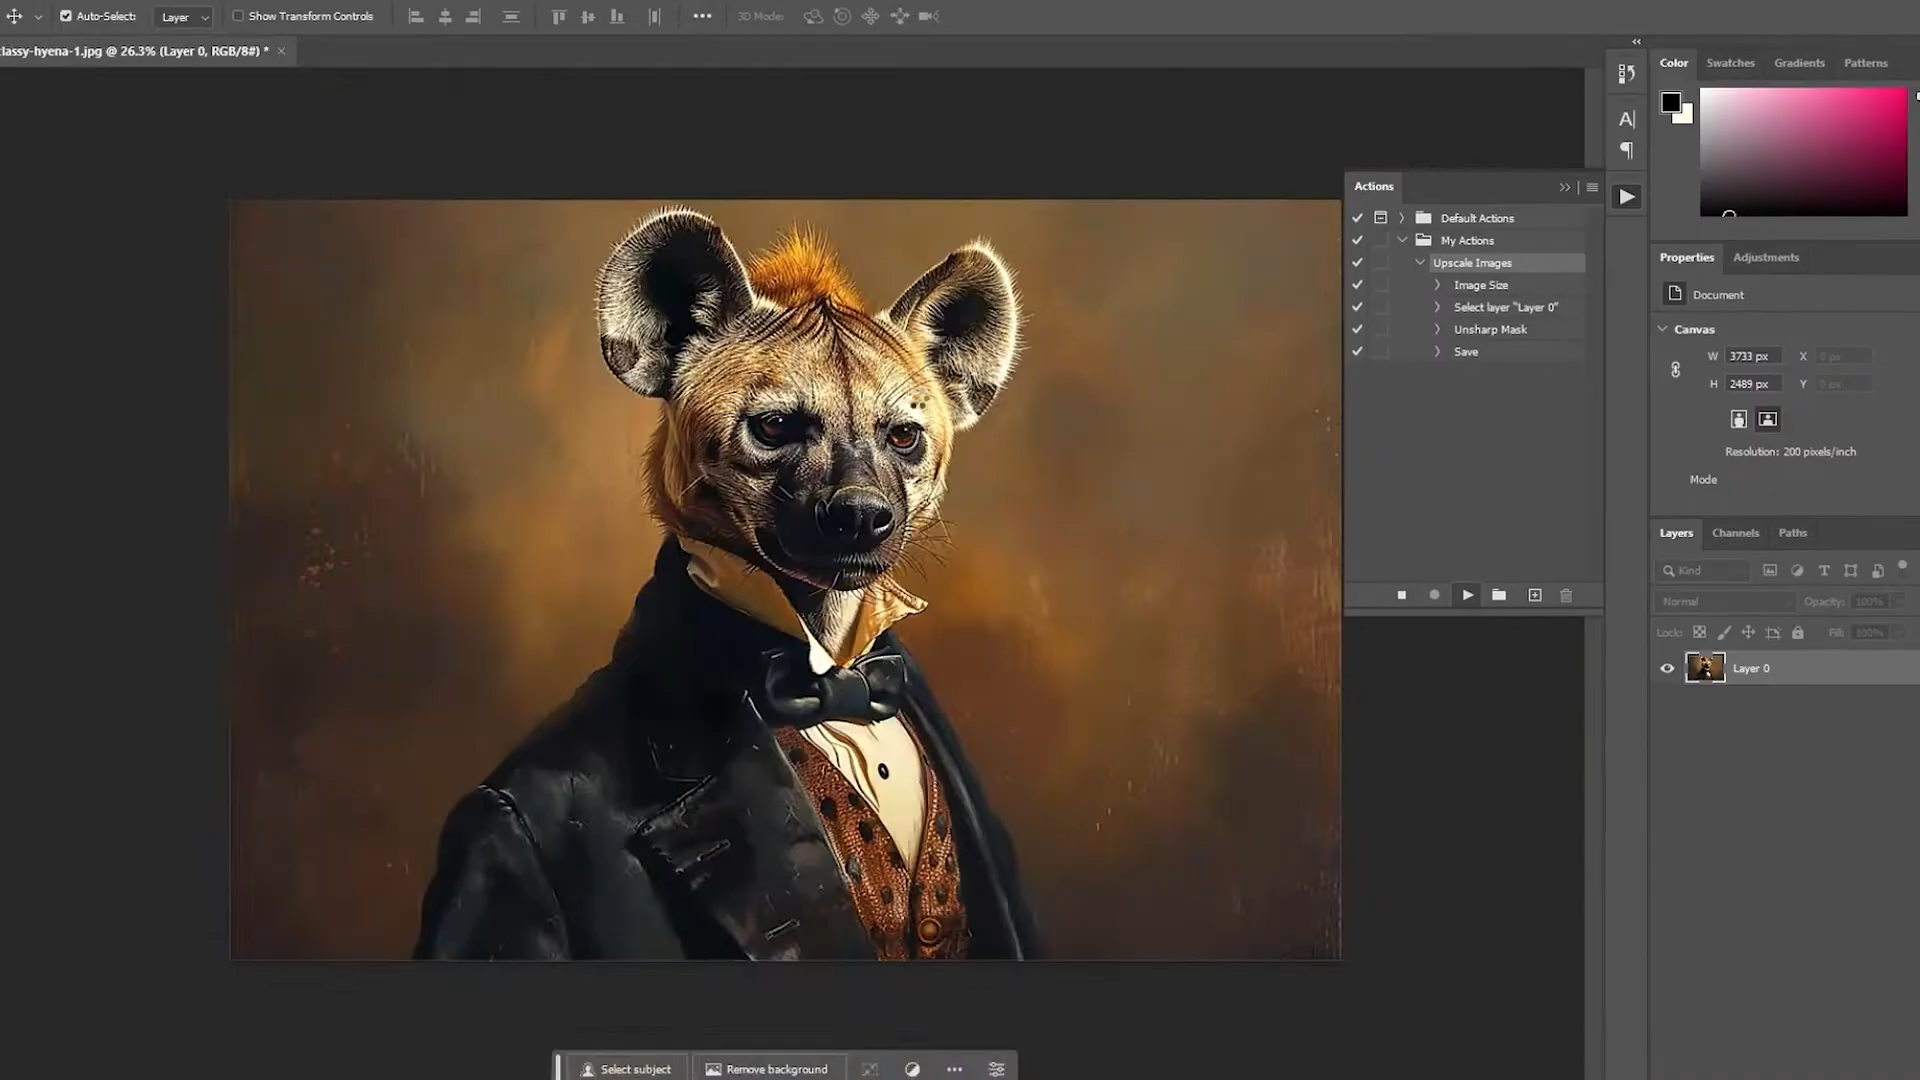 Auto-Select: Layer Show Transform Controls 3D Mode:
lassy-hyena-1.jpg @ 26.3% (Layer 0, RGB/8#) * ×
Color Swatches Gradients Patterns
Actions
Default Actions
My Actions
Upscale Images
Image Size
Select layer "Layer 0"
Unsharp Mask
Save
Properties Adjustments
Document
Canvas
W 3733 px X 0 px
H 2489 px Y 0 px
Resolution: 200 pixels/inch
Mode
Layers Channels Paths
Kind
Normal Opacity: 100%
Lock: Fill: 100%
Layer 0
Select subject Remove background